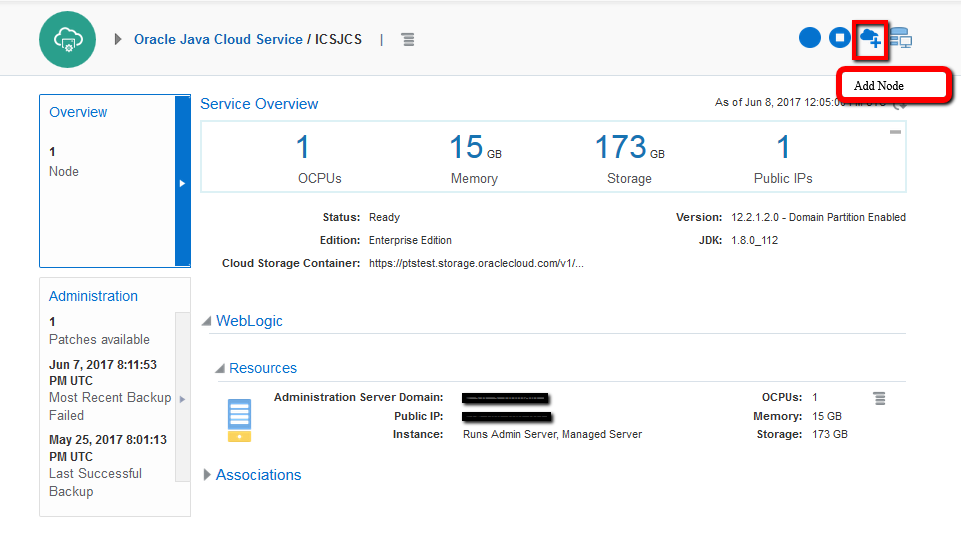 Oracle Java Cloud Service / ICSJCS |
Add Node
Overview
1
Node
Service Overview
As of Jun 8, 2017 12:05:0
1
OCPUs
15 GB
Memory
173 GB
Storage
1
Public IPs
Status: Ready
Version: 12.2.1.2.0 - Domain Partition Enabled
Edition: Enterprise Edition
JDK: 1.8.0_112
Cloud Storage Container: https://ptstest.storage.oraclecloud.com/v1/...
Administration
1
Patches available
Jun 7, 2017 8:11:53
PM UTC
Most Recent Backup
Failed
May 25, 2017 8:01:13
PM UTC
Last Successful
Backup
WebLogic
Resources
Administration Server Domain:
OCPUs: 1
Public IP:
Memory: 15 GB
Instance: Runs Admin Server, Managed Server
Storage: 173 GB
Associations